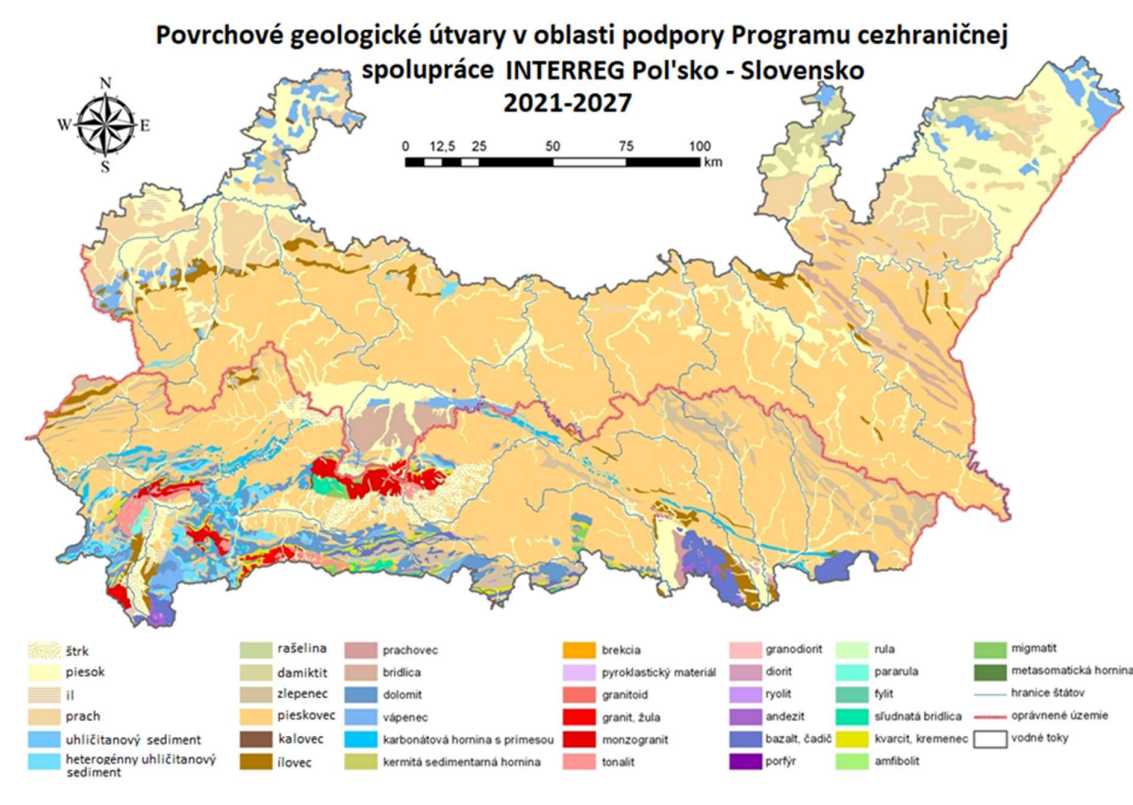 Povrchové geologické útvary v oblasti podpory Programu cezhraničnej
spolupráce INTERREG Pol'sko - Slovensko
2021-2027
N
W E
S
0 12,5 25 50 75 100
km
štrk
piesok
il
prach
uhličitanový sediment
heterogénny uhličitanový
sediment
rašelina
damiktit
zlepenec
pieskovec
kalovec
ílovec
prachovec
bridlica
dolomit
vápenec
karbonátová hornina s prímesou
kermitá sedimentarná hornina
brekcia
pyroklastický materiál
granitoid
granit, žula
monzogranit
tonalit
granodiorit
diorit
ryolit
andezit
bazalt, čadič
porfýr
rula
pararula
fylit
sľudnatá bridlica
kvarcit, kremenec
amfibolit
migmatit
metasomatická hornina
hranice štátov
oprávnené územie
vodné toky